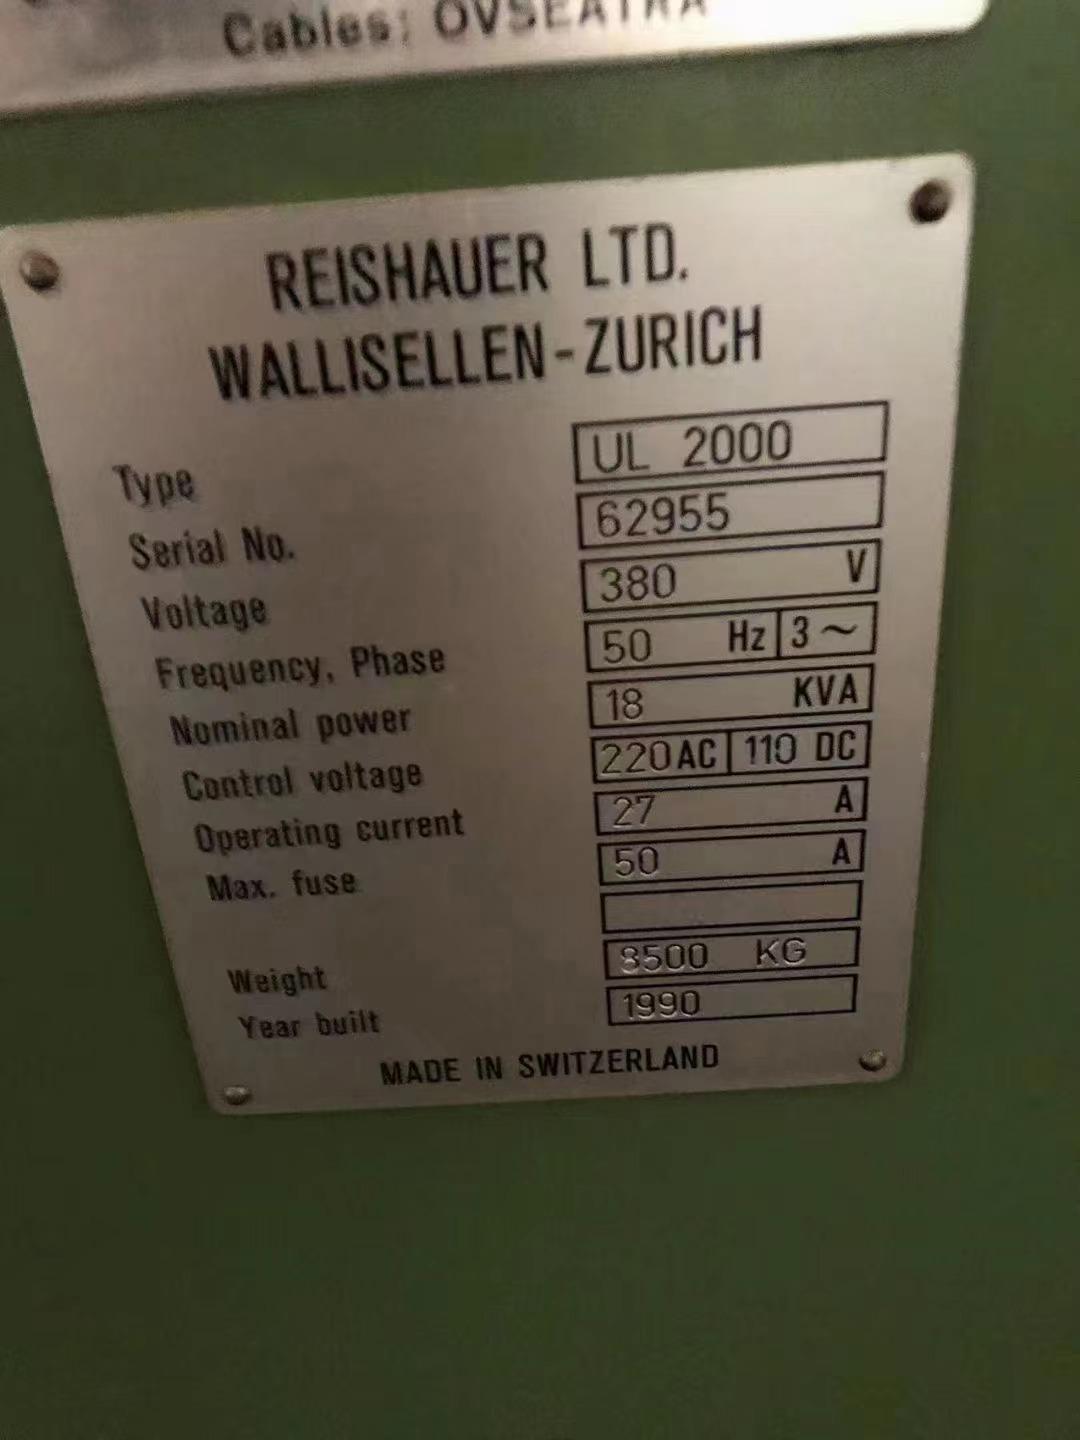 Cables: OVSEATRA
REISHAUER LTD.
WALLISELLEN-ZURICH
Type UL 2000
Serial No. 62955
Voltage 380 V
Frequency, Phase 50 Hz 3~
Nominal power 18 KVA
Control voltage 220 AC 110 DC
Operating current 27 A
Max. fuse 50 A
Weight 8500 KG
Year built 1990
MADE IN SWITZERLAND